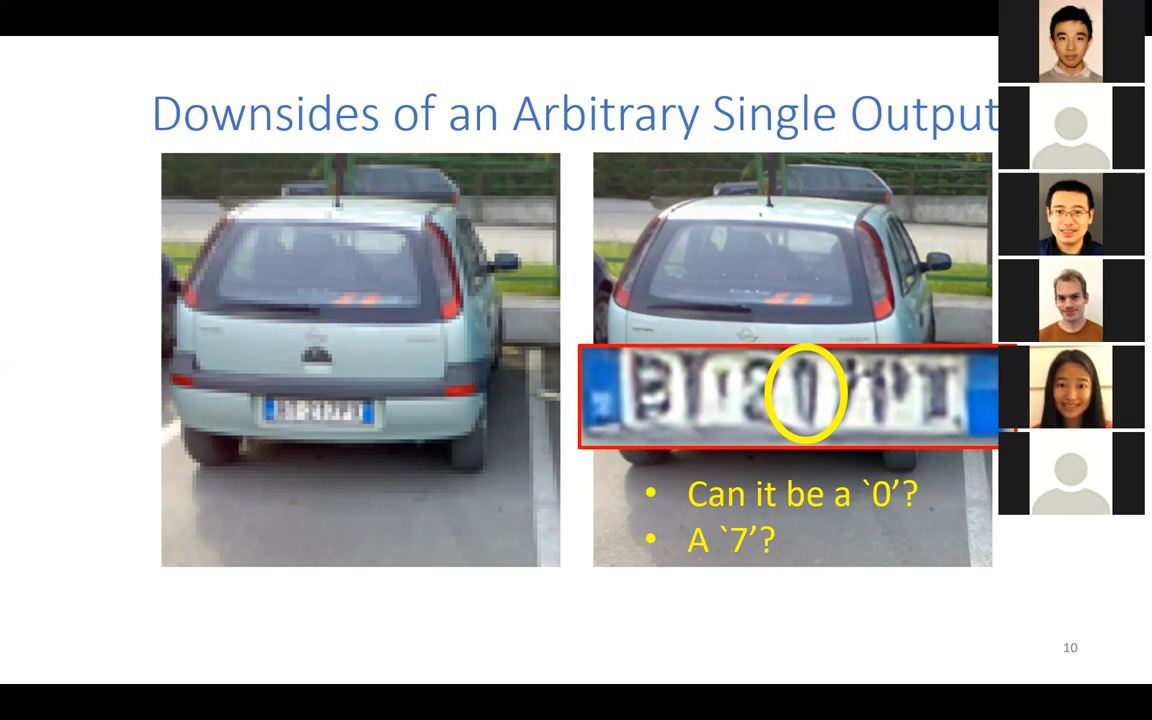 Downsides of an Arbitrary Single Output
• Can it be a `0’?
• A `7’?
10